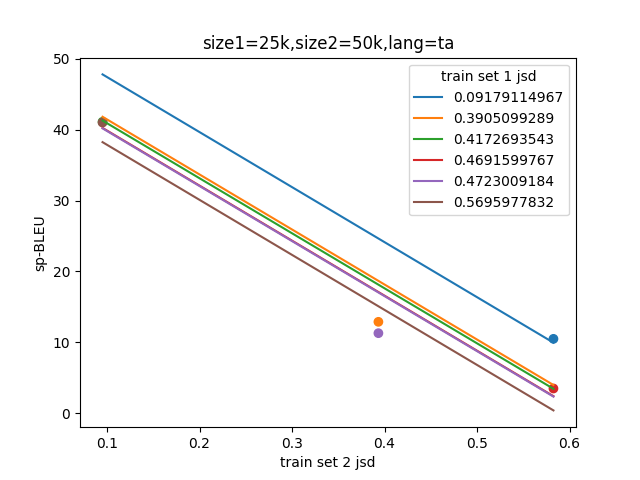 size1=25k,size2=50k,lang=ta
train set 1 jsd
0.09179114967
0.3905099289
0.4172693543
0.4691599767
0.4723009184
0.5695977832
sp-BLEU
50
40
30
20
10
0
0.1 0.2 0.3 0.4 0.5 0.6
train set 2 jsd